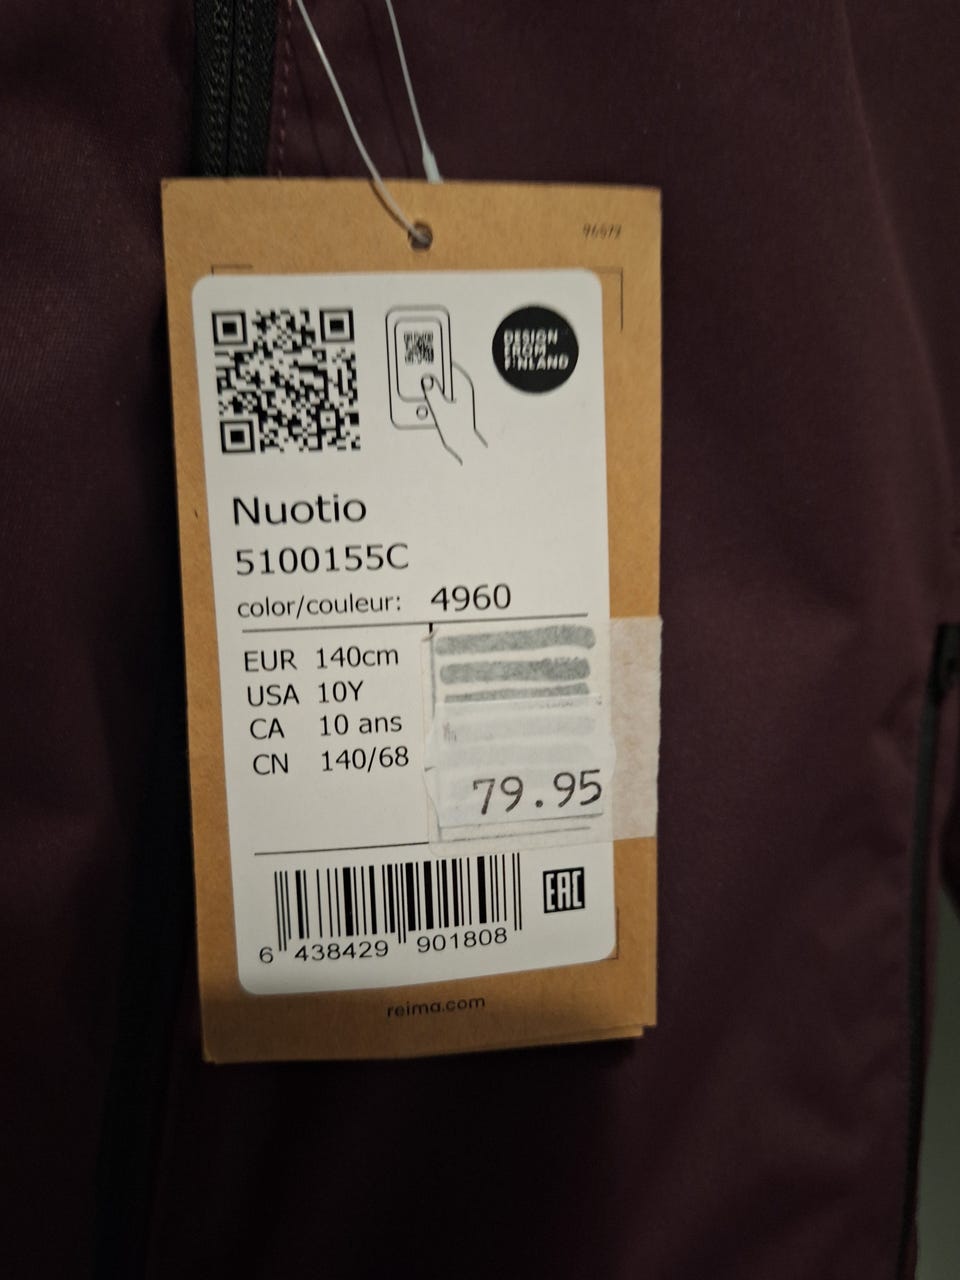 96579
DESIGN
FROM
FINLAND
Nuotio
5100155C
color/couleur: 4960
EUR 140cm
USA 10Y
CA 10 ans
CN 140/68
79.95
EAC
6 438429 901808
reima.com